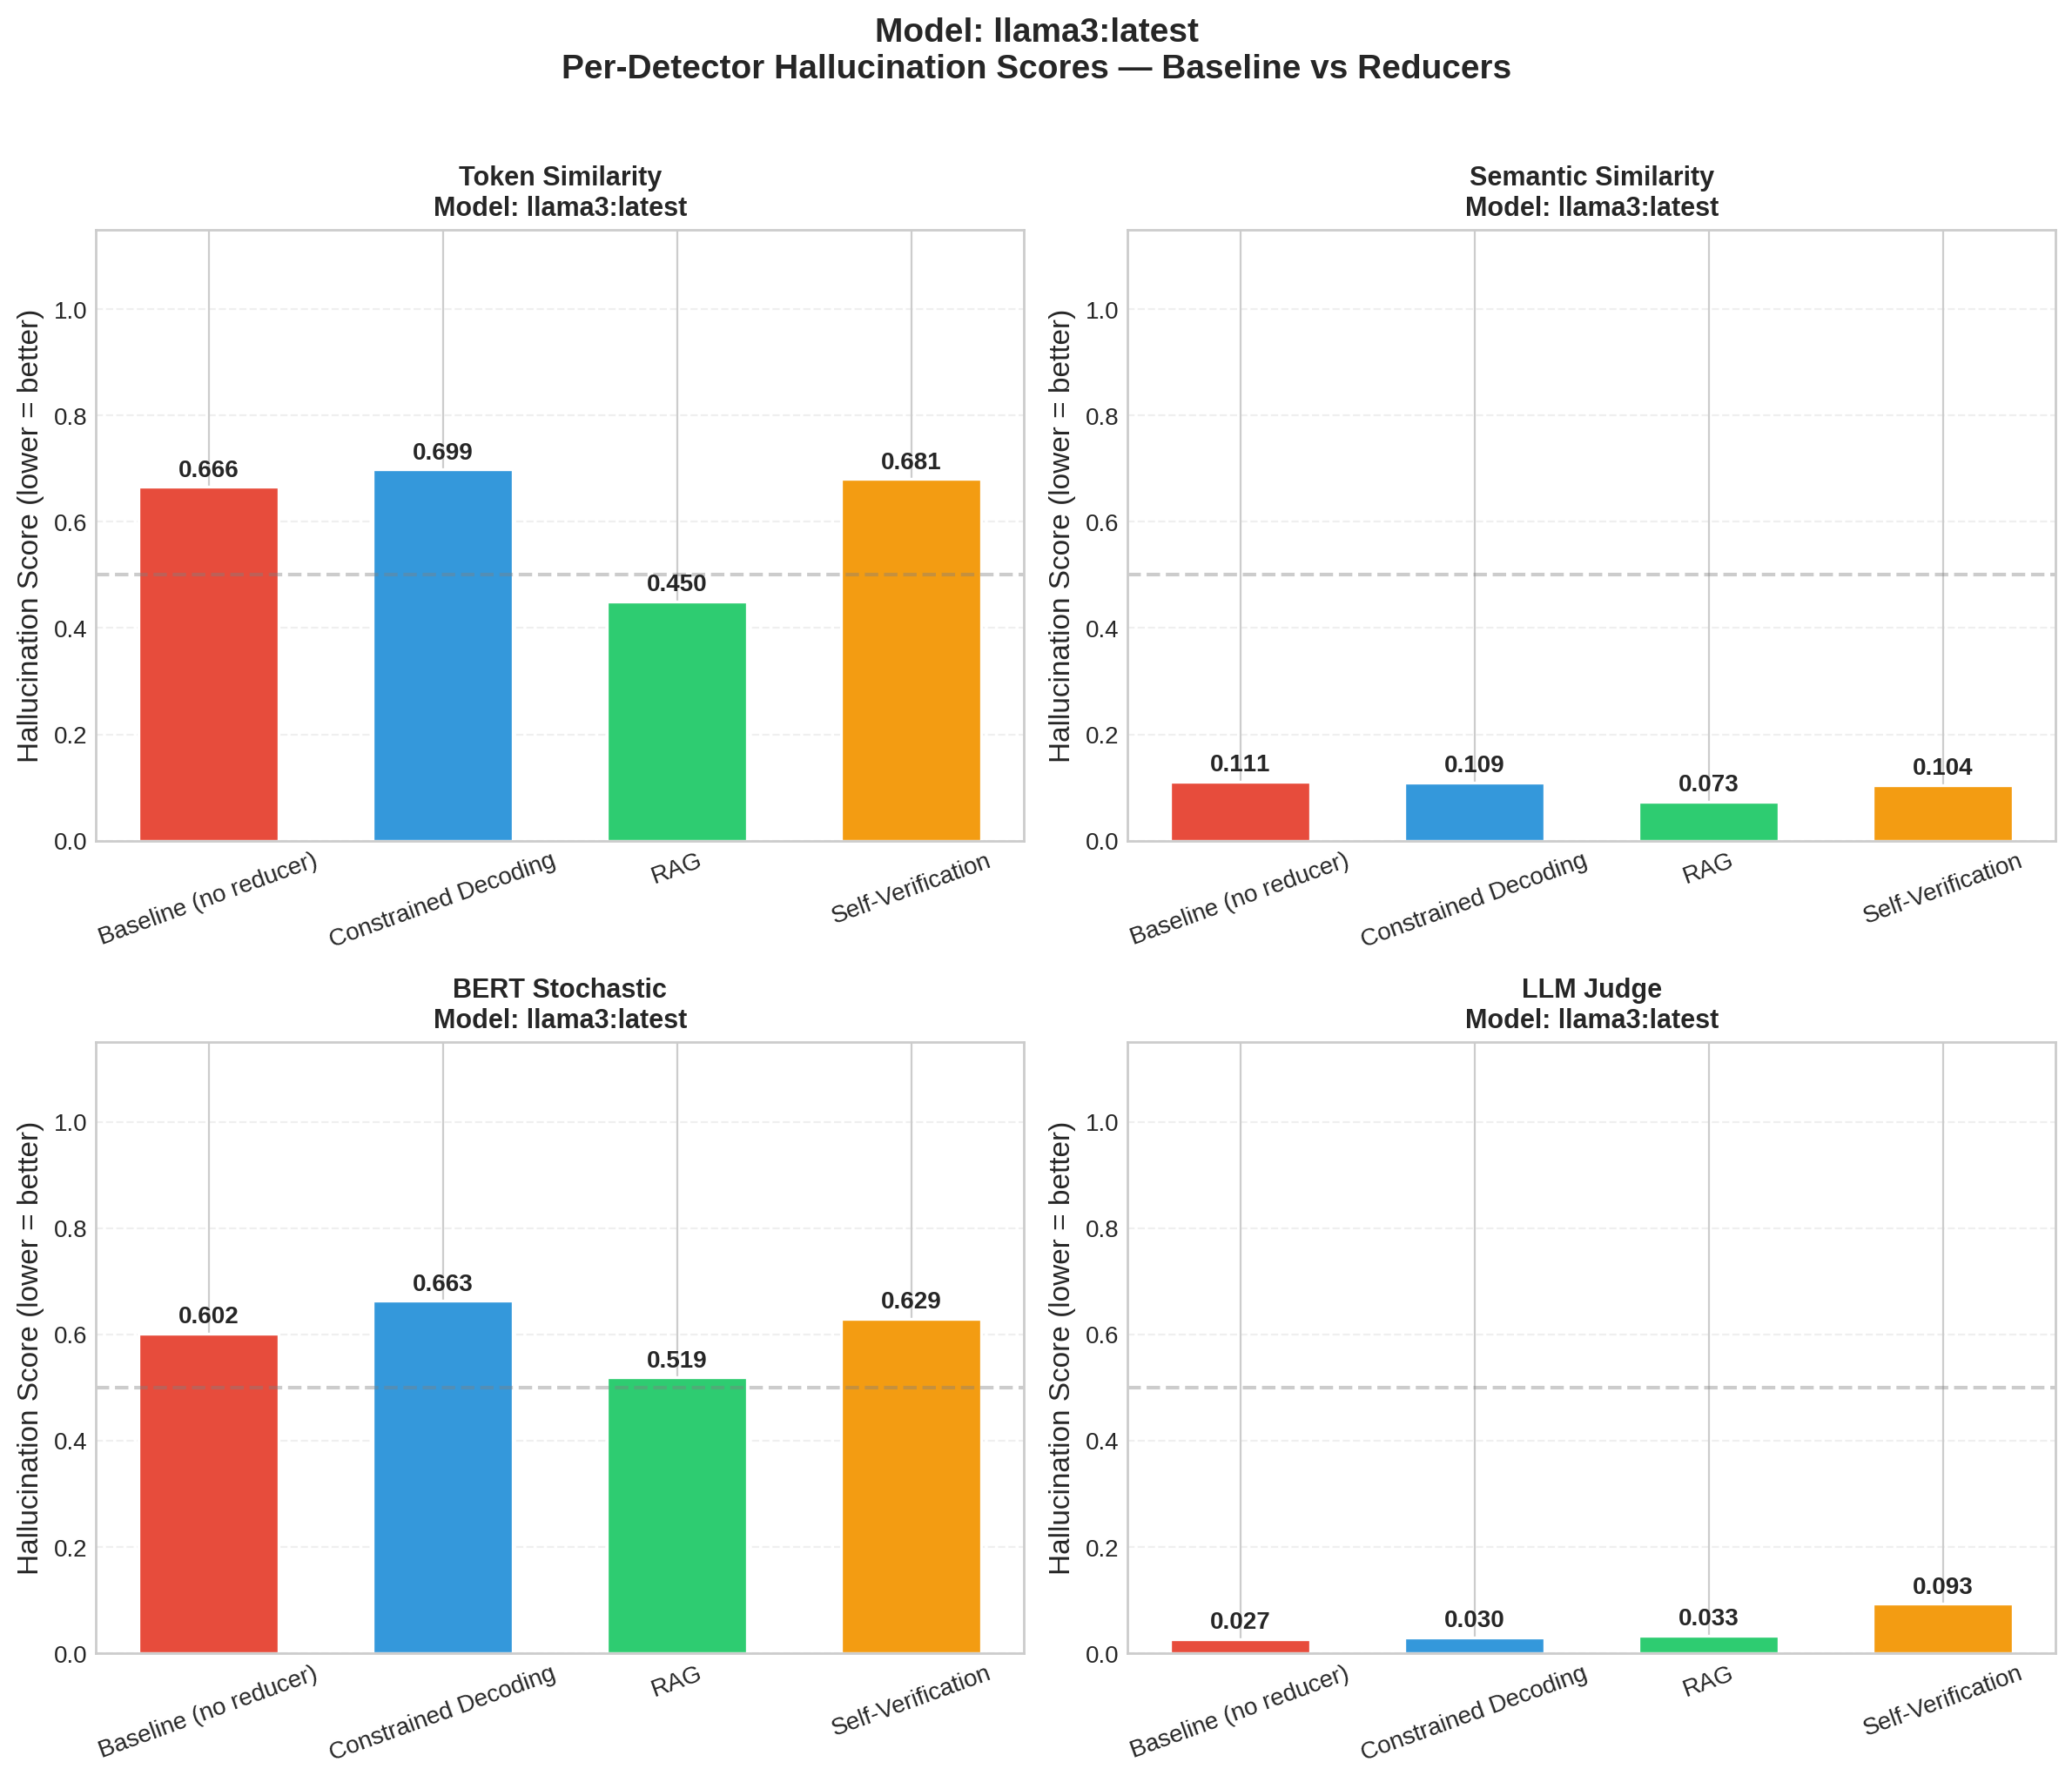 Model: llama3:latest
Per-Detector Hallucination Scores — Baseline vs Reducers
Token Similarity
Model: llama3:latest
Hallucination Score (lower = better)
1.0
0.8
0.6
0.4
0.2
0.0
0.666
0.699
0.450
0.681
Baseline (no reducer)
Constrained Decoding
RAG
Self-Verification
Semantic Similarity
Model: llama3:latest
Hallucination Score (lower = better)
1.0
0.8
0.6
0.4
0.2
0.0
0.111
0.109
0.073
0.104
Baseline (no reducer)
Constrained Decoding
RAG
Self-Verification
BERT Stochastic
Model: llama3:latest
Hallucination Score (lower = better)
1.0
0.8
0.6
0.4
0.2
0.0
0.602
0.663
0.519
0.629
Baseline (no reducer)
Constrained Decoding
RAG
Self-Verification
LLM Judge
Model: llama3:latest
Hallucination Score (lower = better)
1.0
0.8
0.6
0.4
0.2
0.0
0.027
0.030
0.033
0.093
Baseline (no reducer)
Constrained Decoding
RAG
Self-Verification